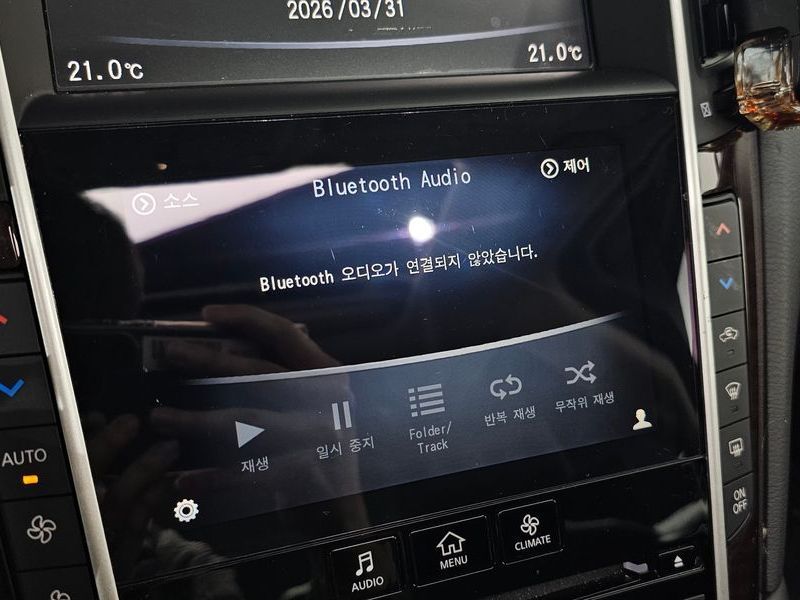 2026/03/31
21.0℃
21.0℃
소스
Bluetooth Audio
제어
Bluetooth 오디오가 연결되지 않았습니다.
재생
일시 중지
Folder/
Track
반복 재생
무작위 재생
AUTO
ON
OFF
AUDIO
MENU
CLIMATE